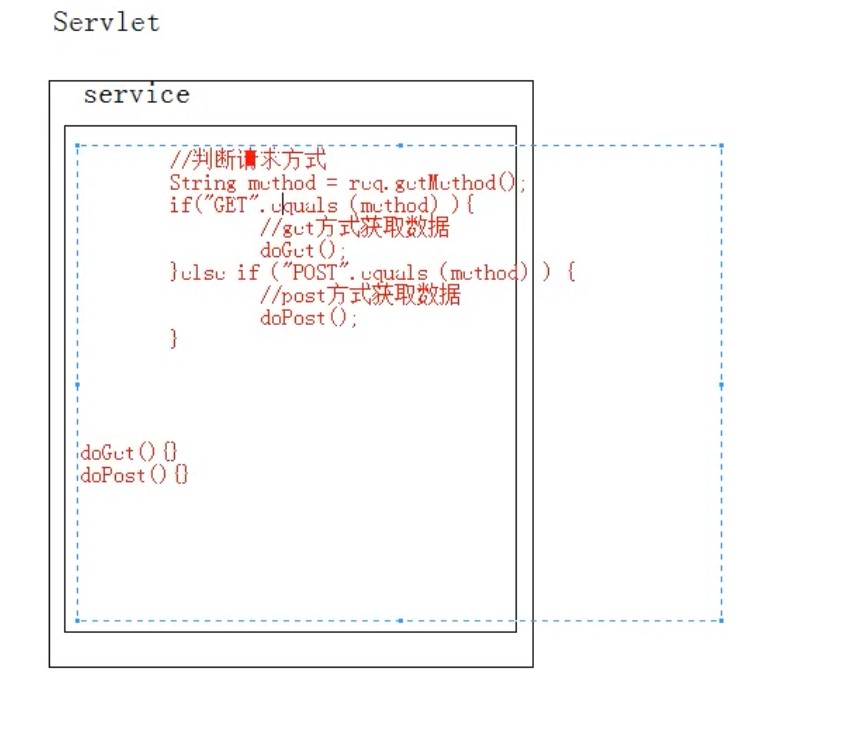 Servlet
service
//判断请求方式
String method = req.getMethod();
if("GET".equals (method) ){
//get方式获取数据
doGet();
}else if ("POST".equals (method) ) {
//post方式获取数据
doPost();
}
doGet(){}
doPost(){}